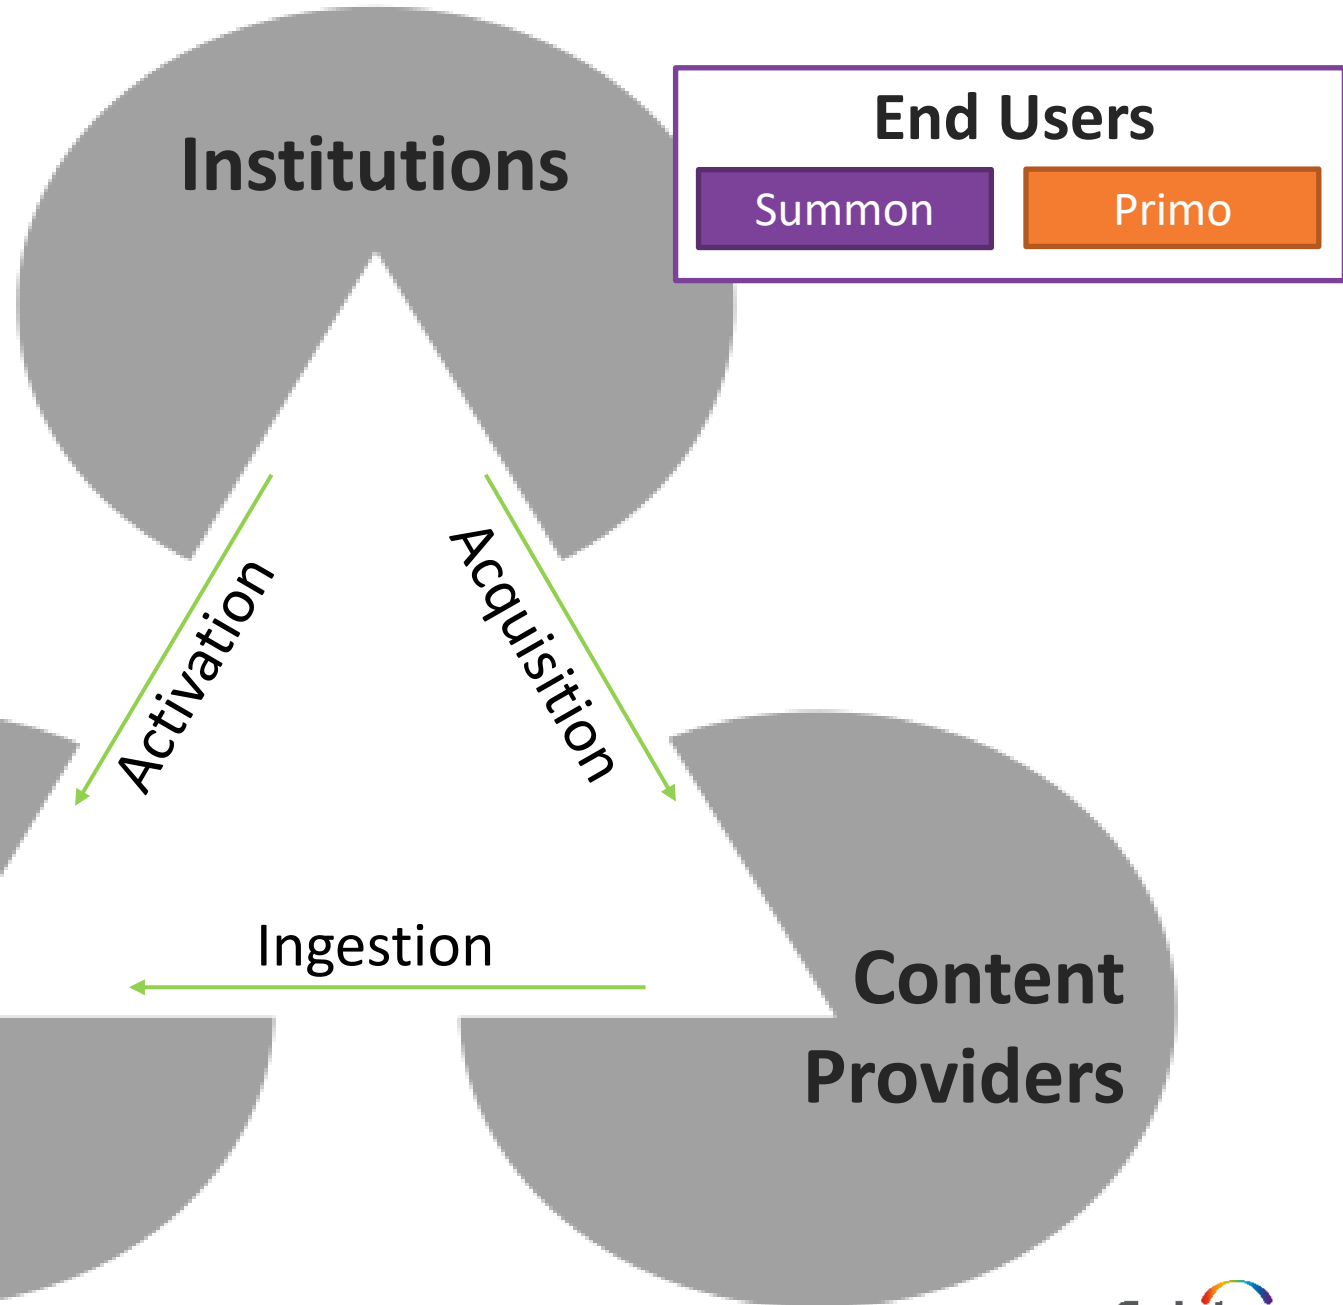 Institutions
End Users
Summon
Primo
Activation
Acquisition
Ingestion
Content
Providers